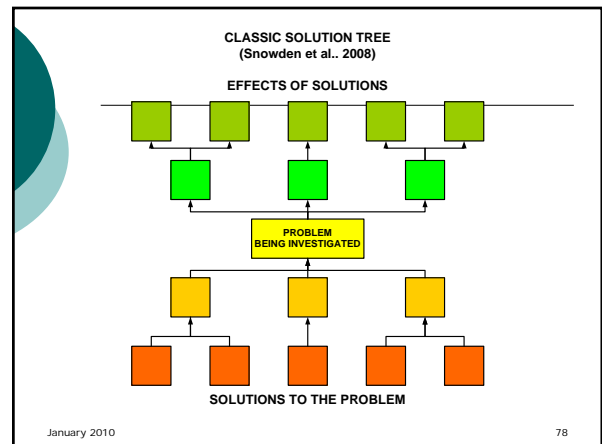 CLASSIC SOLUTION TREE
(Snowden et al.. 2008)
EFFECTS OF SOLUTIONS
PROBLEM
BEING INVESTIGATED
SOLUTIONS TO THE PROBLEM
January 2010
78